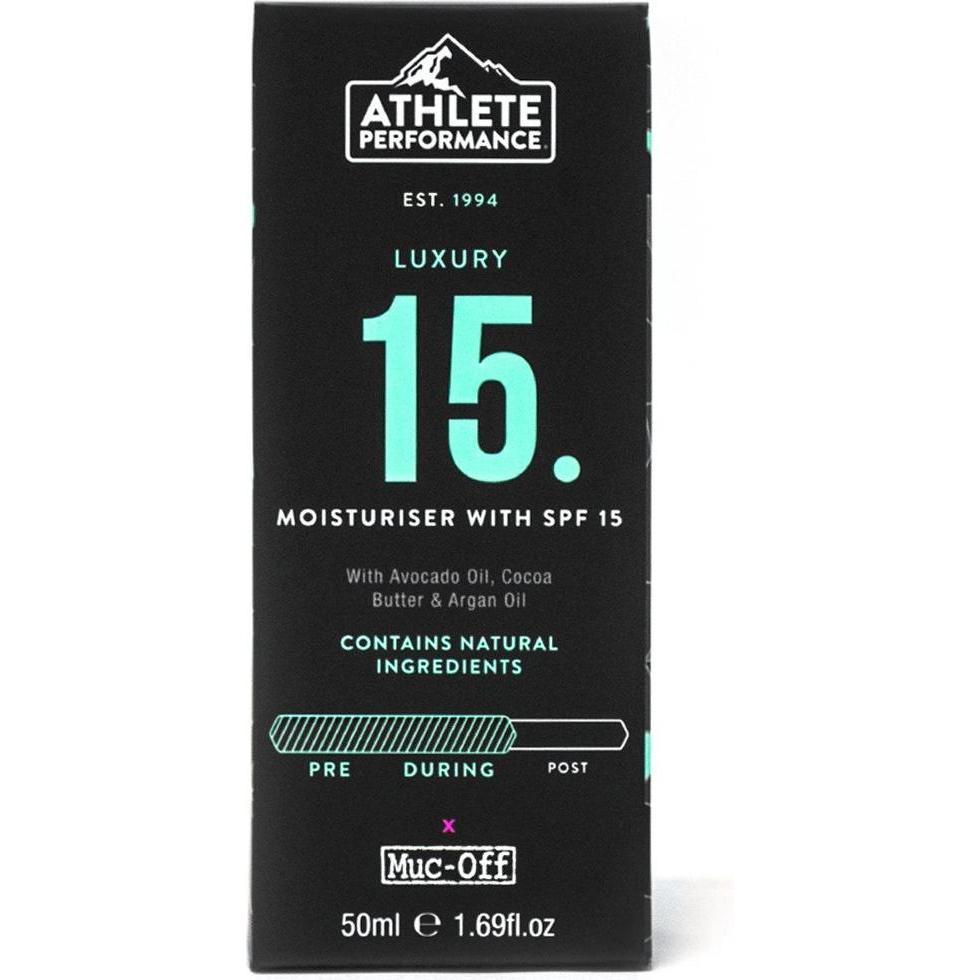 ATHLETE
PERFORMANCE
EST. 1994
LUXURY
15.
MOISTURISER WITH SPF 15
With Avocado Oil, Cocoa
Butter & Argan Oil
CONTAINS NATURAL
INGREDIENTS
PRE DURING POST
x
Muc-Off
50ml ℮ 1.69fl.oz